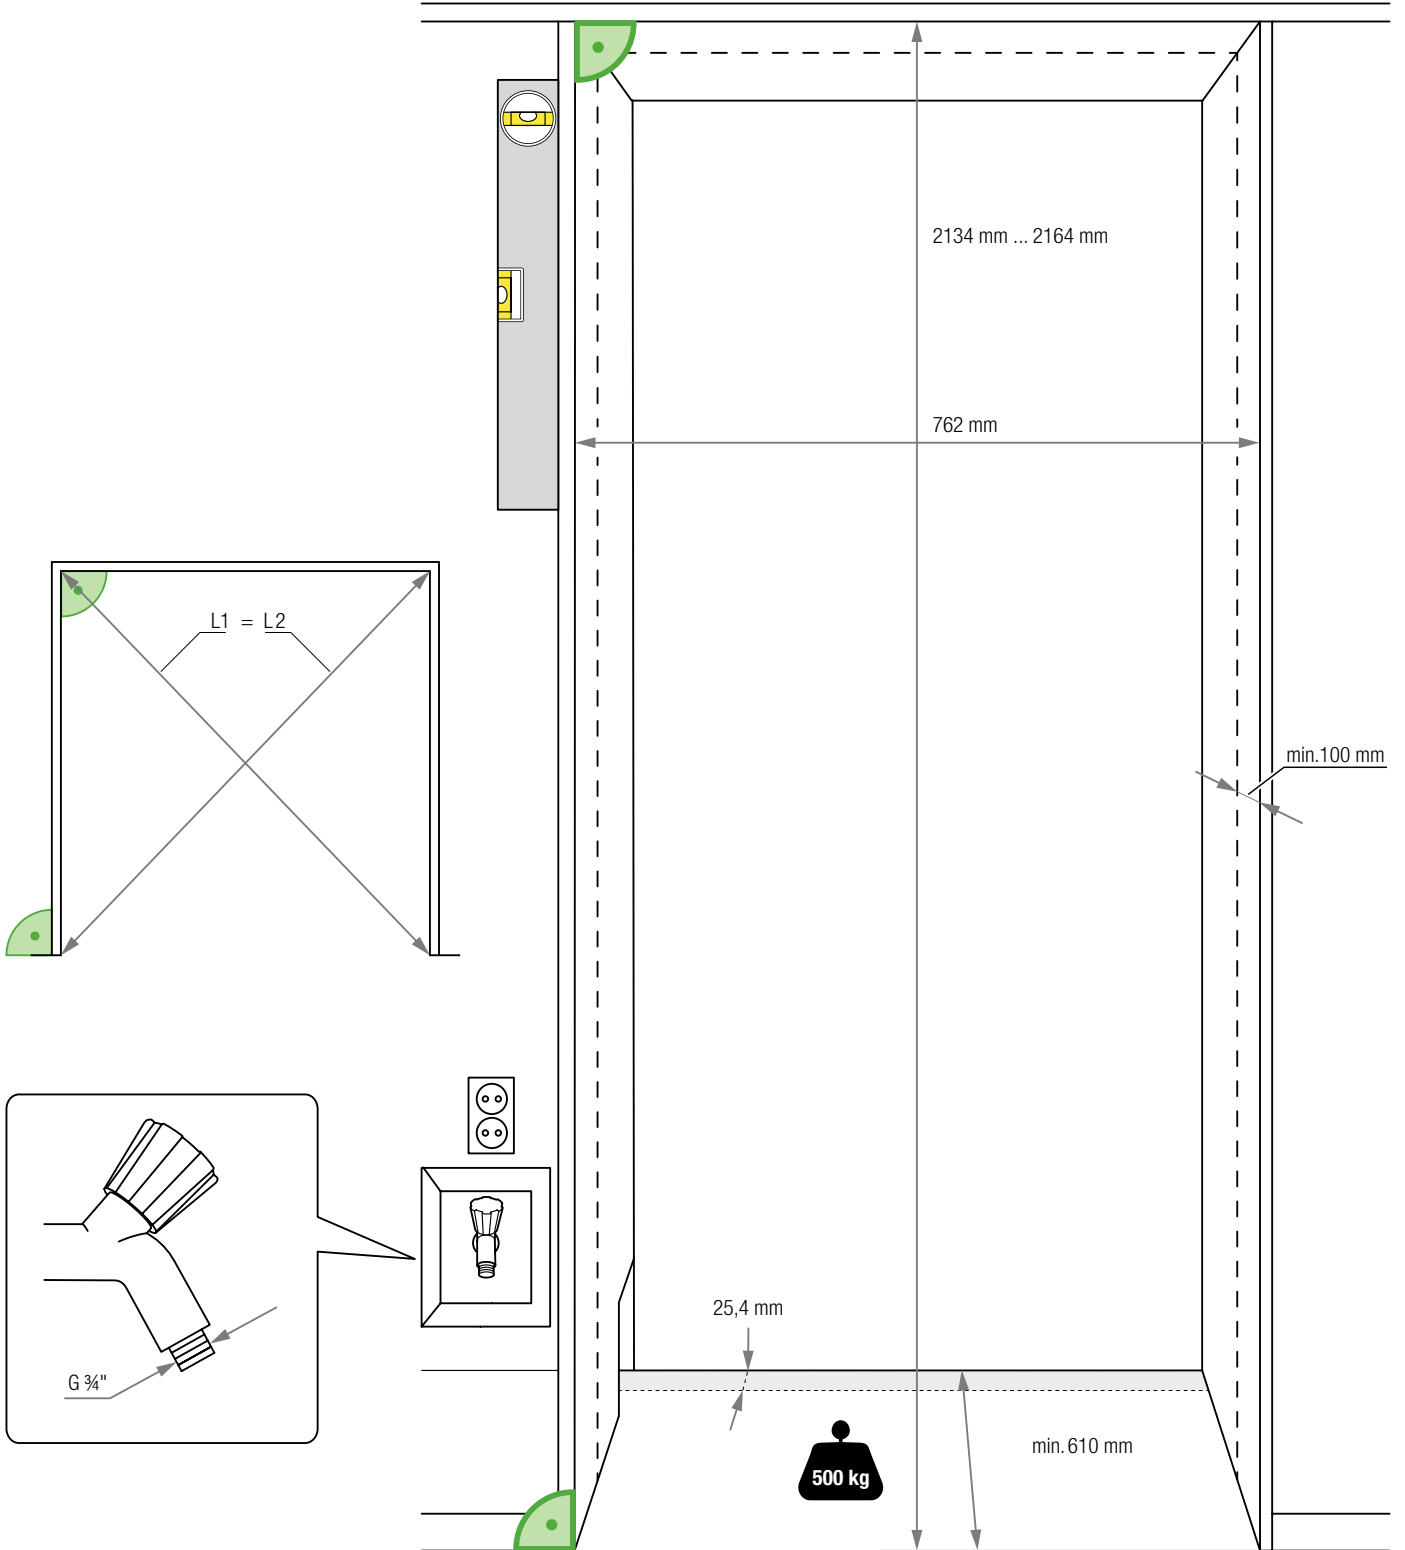 2134 mm ... 2164 mm
762 mm
L1 = L2
min.100 mm
25,4 mm
G ¾"
min. 610 mm
500 kg